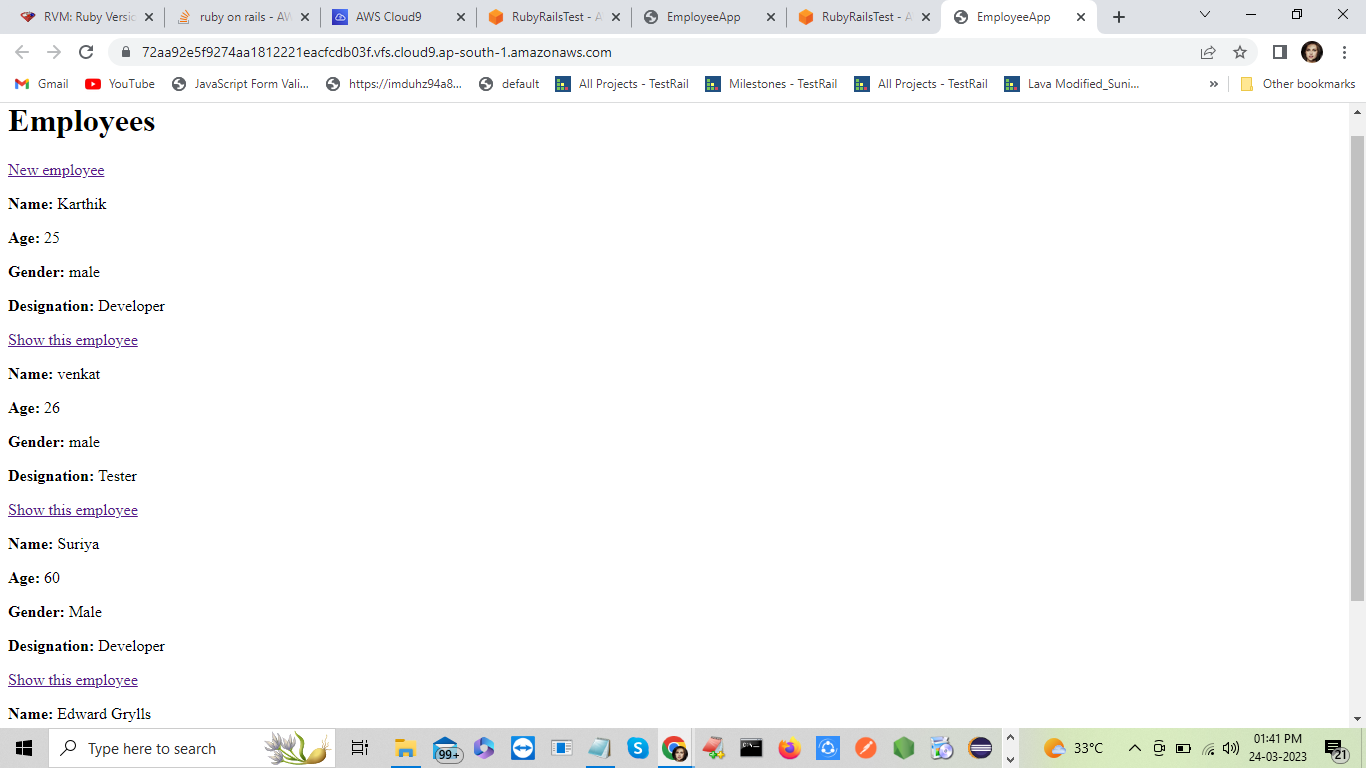 RVM: Ruby Versio
ruby on rails - AW
AWS Cloud9
RubyRailsTest - A
EmployeeApp
RubyRailsTest - A
EmployeeApp
72aa92e5f9274aa1812221eacfcdb03f.vfs.cloud9.ap-south-1.amazonaws.com
Gmail
YouTube
JavaScript Form Vali...
https://imduhz94a8...
default
All Projects - TestRail
Milestones - TestRail
All Projects - TestRail
Lava Modified_Suni...
»
Other bookmarks
Employees
New employee
Name: Karthik
Age: 25
Gender: male
Designation: Developer
Show this employee
Name: venkat
Age: 26
Gender: male
Designation: Tester
Show this employee
Name: Suriya
Age: 60
Gender: Male
Designation: Developer
Show this employee
Name: Edward Grylls
Type here to search
99+
33°C
01:41 PM
24-03-2023
21